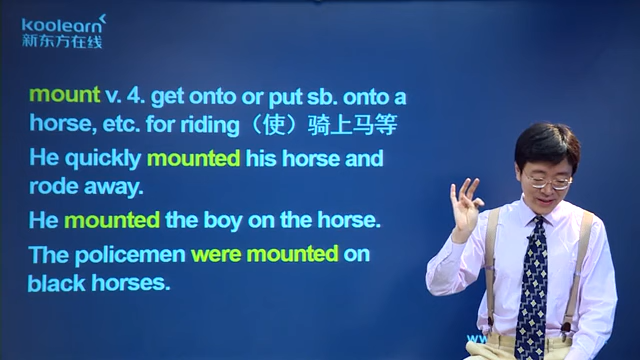 koolearn
新东方在线
mount v. 4. get onto or put sb. onto a
horse, etc. for riding（使）骑上马等
He quickly mounted his horse and
rode away.
He mounted the boy on the horse.
The policemen were mounted on
black horses.